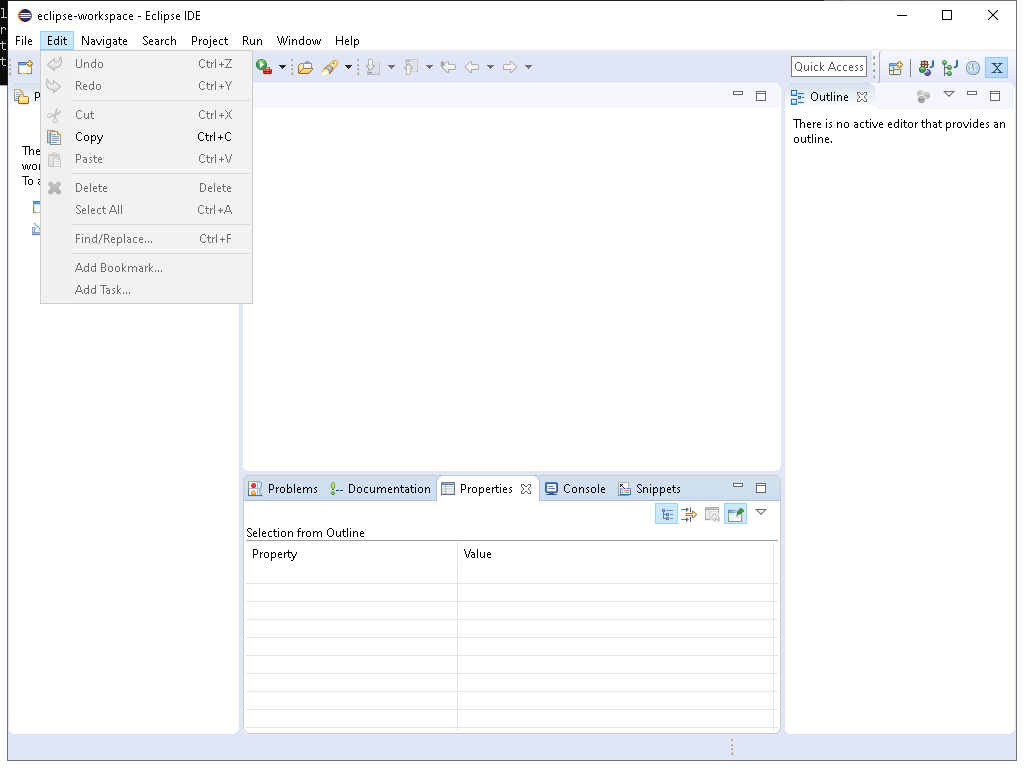 eclipse-workspace - Eclipse IDE
File Edit Navigate Search Project Run Window Help
Quick Access
Undo Ctrl+Z
Redo Ctrl+Y
Cut Ctrl+X
Copy Ctrl+C
Paste Ctrl+V
Delete Delete
Select All Ctrl+A
Find/Replace... Ctrl+F
Add Bookmark...
Add Task...
The
To
Outline
There is no active editor that provides an
outline.
Problems Documentation Properties Console Snippets
Selection from Outline
Property Value